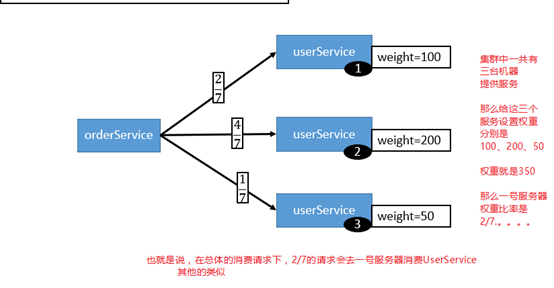 userService
1
weight=100
2/7
orderService
4/7
userService
2
weight=200
1/7
userService
3
weight=50
集群中一共有
三台机器
提供服务
那么给这三个
服务设置权重
分别是
100、200、50
权重就是350
那么一号服务器
权重比率是
2/7.。。。。
也就是说，在总体的消费请求下，2/7的请求会去一号服务器消费UserService
其他的类似